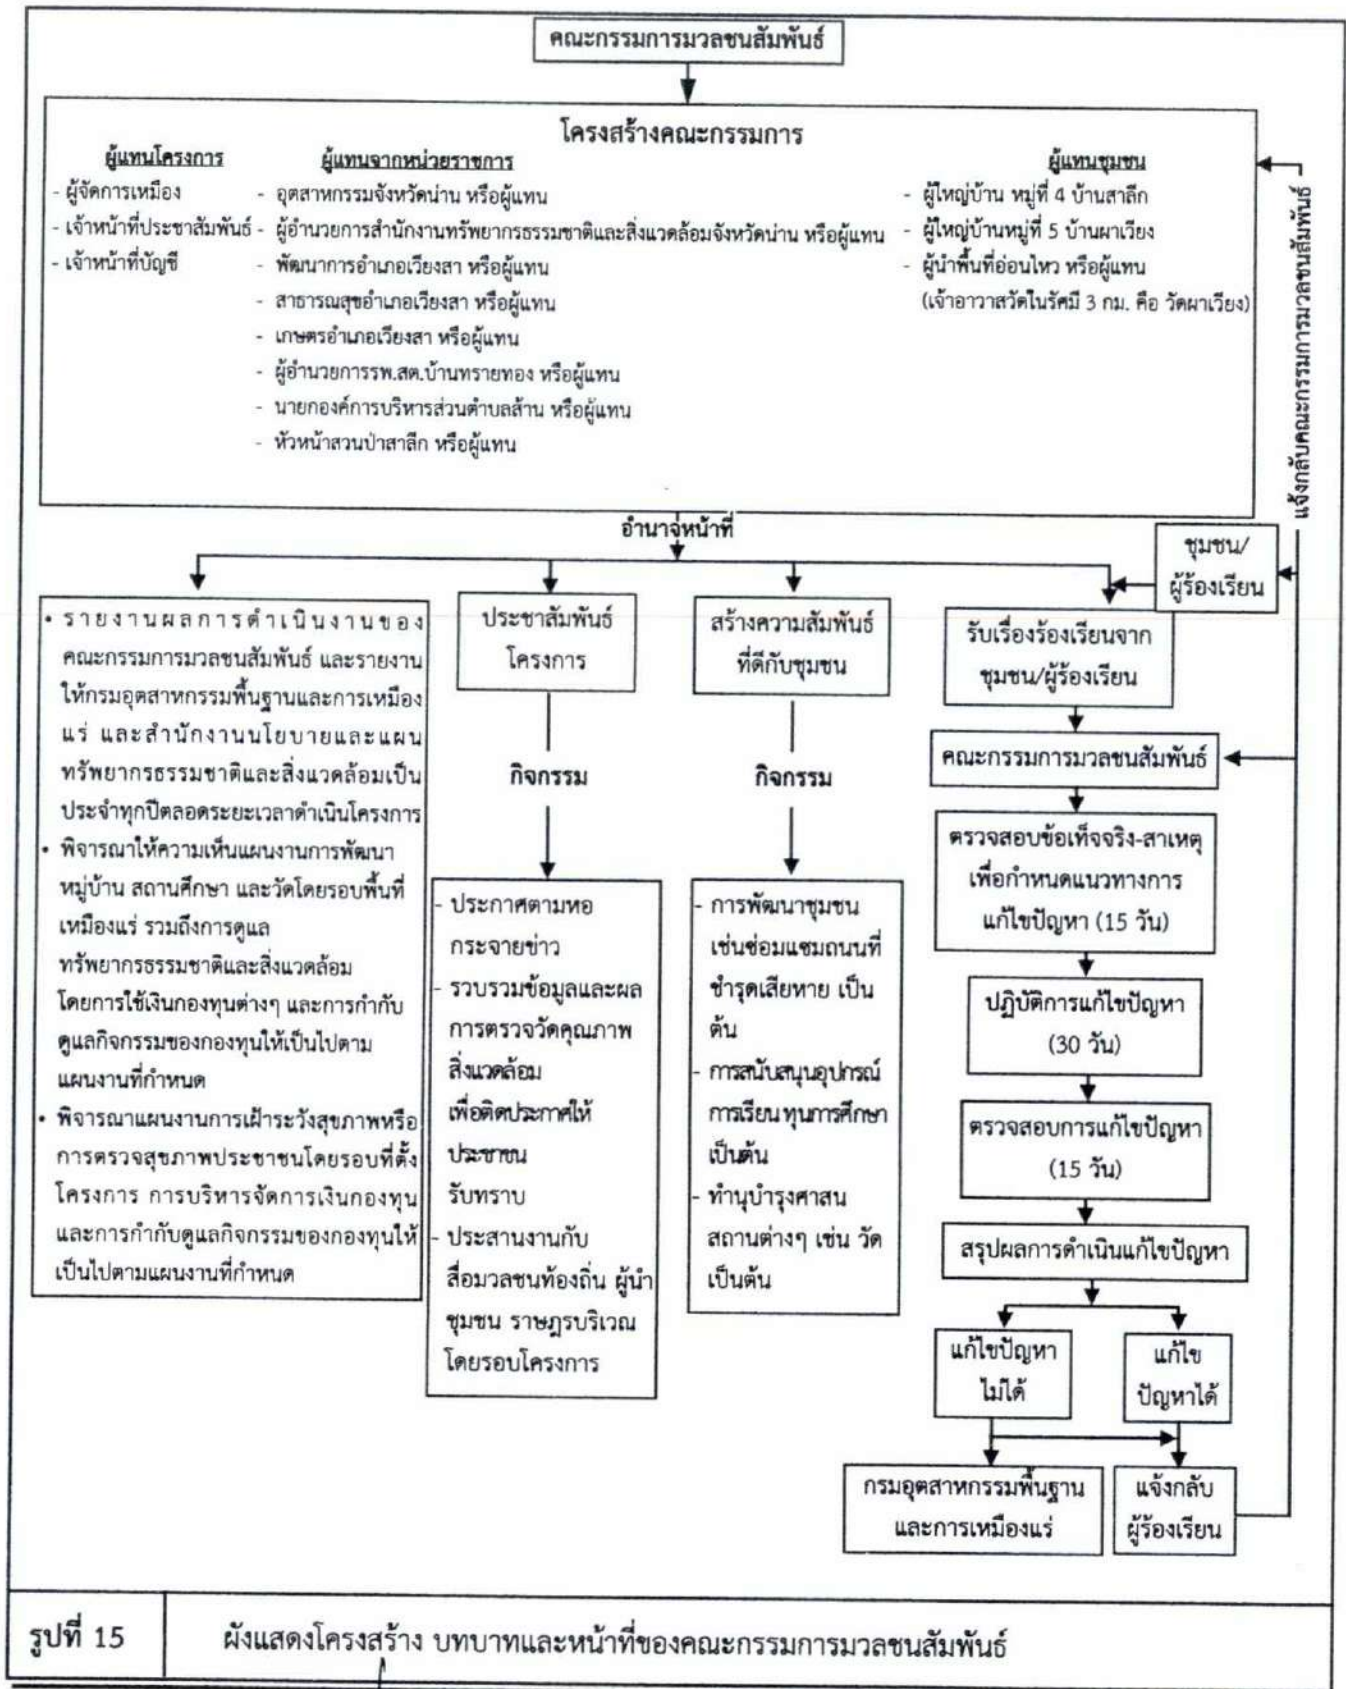 คณะกรรมการมวลชนสัมพันธ์
โครงสร้างคณะกรรมการ
ผู้แทนโครงการ
- ผู้จัดการเหมือง
- เจ้าหน้าที่ประชาสัมพันธ์
- เจ้าหน้าที่บัญชี
ผู้แทนจากหน่วยราชการ
- อุตสาหกรรมจังหวัดน่าน หรือผู้แทน
- ผู้อำนวยการสำนักงานทรัพยากรธรรมชาติและสิ่งแวดล้อมจังหวัดน่าน หรือผู้แทน
- พัฒนาการอำเภอเวียงสา หรือผู้แทน
- สาธารณสุขอำเภอเวียงสา หรือผู้แทน
- เกษตรอำเภอเวียงสา หรือผู้แทน
- ผู้อำนวยการรพ.สต.บ้านทรายทอง หรือผู้แทน
- นายกองค์การบริหารส่วนตำบลส้าน หรือผู้แทน
- หัวหน้าสวนป่าสาลีก หรือผู้แทน
ผู้แทนชุมชน
- ผู้ใหญ่บ้าน หมู่ที่ 4 บ้านสาลีก
- ผู้ใหญ่บ้านหมู่ที่ 5 บ้านผาเวียง
- ผู้นำพื้นที่อ่อนไหว หรือผู้แทน
(เจ้าอาวาสวัดในรัศมี 3 กม. คือ วัดผาเวียง)
แจ้งกลับคณะกรรมการมวลชนสัมพันธ์
อำนาจหน้าที่
ชุมชน/
ผู้ร้องเรียน
• รายงานผลการดำเนินงานของ
คณะกรรมการมวลชนสัมพันธ์ และรายงาน
ให้กรมอุตสาหกรรมพื้นฐานและการเหมือง
แร่ และสำนักงานนโยบายและแผน
ทรัพยากรธรรมชาติและสิ่งแวดล้อมเป็น
ประจำทุกปีตลอดระยะเวลาดำเนินโครงการ
• พิจารณาให้ความเห็นแผนงานการพัฒนา
หมู่บ้าน สถานศึกษา และวัดโดยรอบพื้นที่
เหมืองแร่ รวมถึงการดูแล
ทรัพยากรธรรมชาติและสิ่งแวดล้อม
โดยการใช้เงินกองทุนต่างๆ และการกำกับ
ดูแลกิจกรรมของกองทุนให้เป็นไปตาม
แผนงานที่กำหนด
• พิจารณาแผนงานการเฝ้าระวังสุขภาพหรือ
การตรวจสุขภาพประชาชนโดยรอบที่ตั้ง
โครงการ การบริหารจัดการเงินกองทุน
และการกำกับดูแลกิจกรรมของกองทุนให้
เป็นไปตามแผนงานที่กำหนด
ประชาสัมพันธ์
โครงการ
กิจกรรม
- ประกาศตามหอ
กระจายข่าว
- รวบรวมข้อมูลและผล
การตรวจวัดคุณภาพ
สิ่งแวดล้อม
เพื่อติดประกาศให้
ประชาชน
รับทราบ
- ประสานงานกับ
สื่อมวลชนท้องถิ่น ผู้นำ
ชุมชน ราษฎรบริเวณ
โดยรอบโครงการ
สร้างความสัมพันธ์
ที่ดีกับชุมชน
กิจกรรม
- การพัฒนาชุมชน
เช่นซ่อมแซมถนนที่
ชำรุดเสียหาย เป็น
ต้น
- การสนับสนุนอุปกรณ์
การเรียน ทุนการศึกษา
เป็นต้น
- ทำนุบำรุงศาสน
สถานต่างๆ เช่น วัด
เป็นต้น
รับเรื่องร้องเรียนจาก
ชุมชน/ผู้ร้องเรียน
คณะกรรมการมวลชนสัมพันธ์
ตรวจสอบข้อเท็จจริง-สาเหตุ
เพื่อกำหนดแนวทางการ
แก้ไขปัญหา (15 วัน)
ปฏิบัติการแก้ไขปัญหา
(30 วัน)
ตรวจสอบการแก้ไขปัญหา
(15 วัน)
สรุปผลการดำเนินแก้ไขปัญหา
แก้ไขปัญหา
ไม่ได้
แก้ไข
ปัญหาได้
กรมอุตสาหกรรมพื้นฐาน
และการเหมืองแร่
แจ้งกลับ
ผู้ร้องเรียน
รูปที่ 15
ผังแสดงโครงสร้าง บทบาทและหน้าที่ของคณะกรรมการมวลชนสัมพันธ์